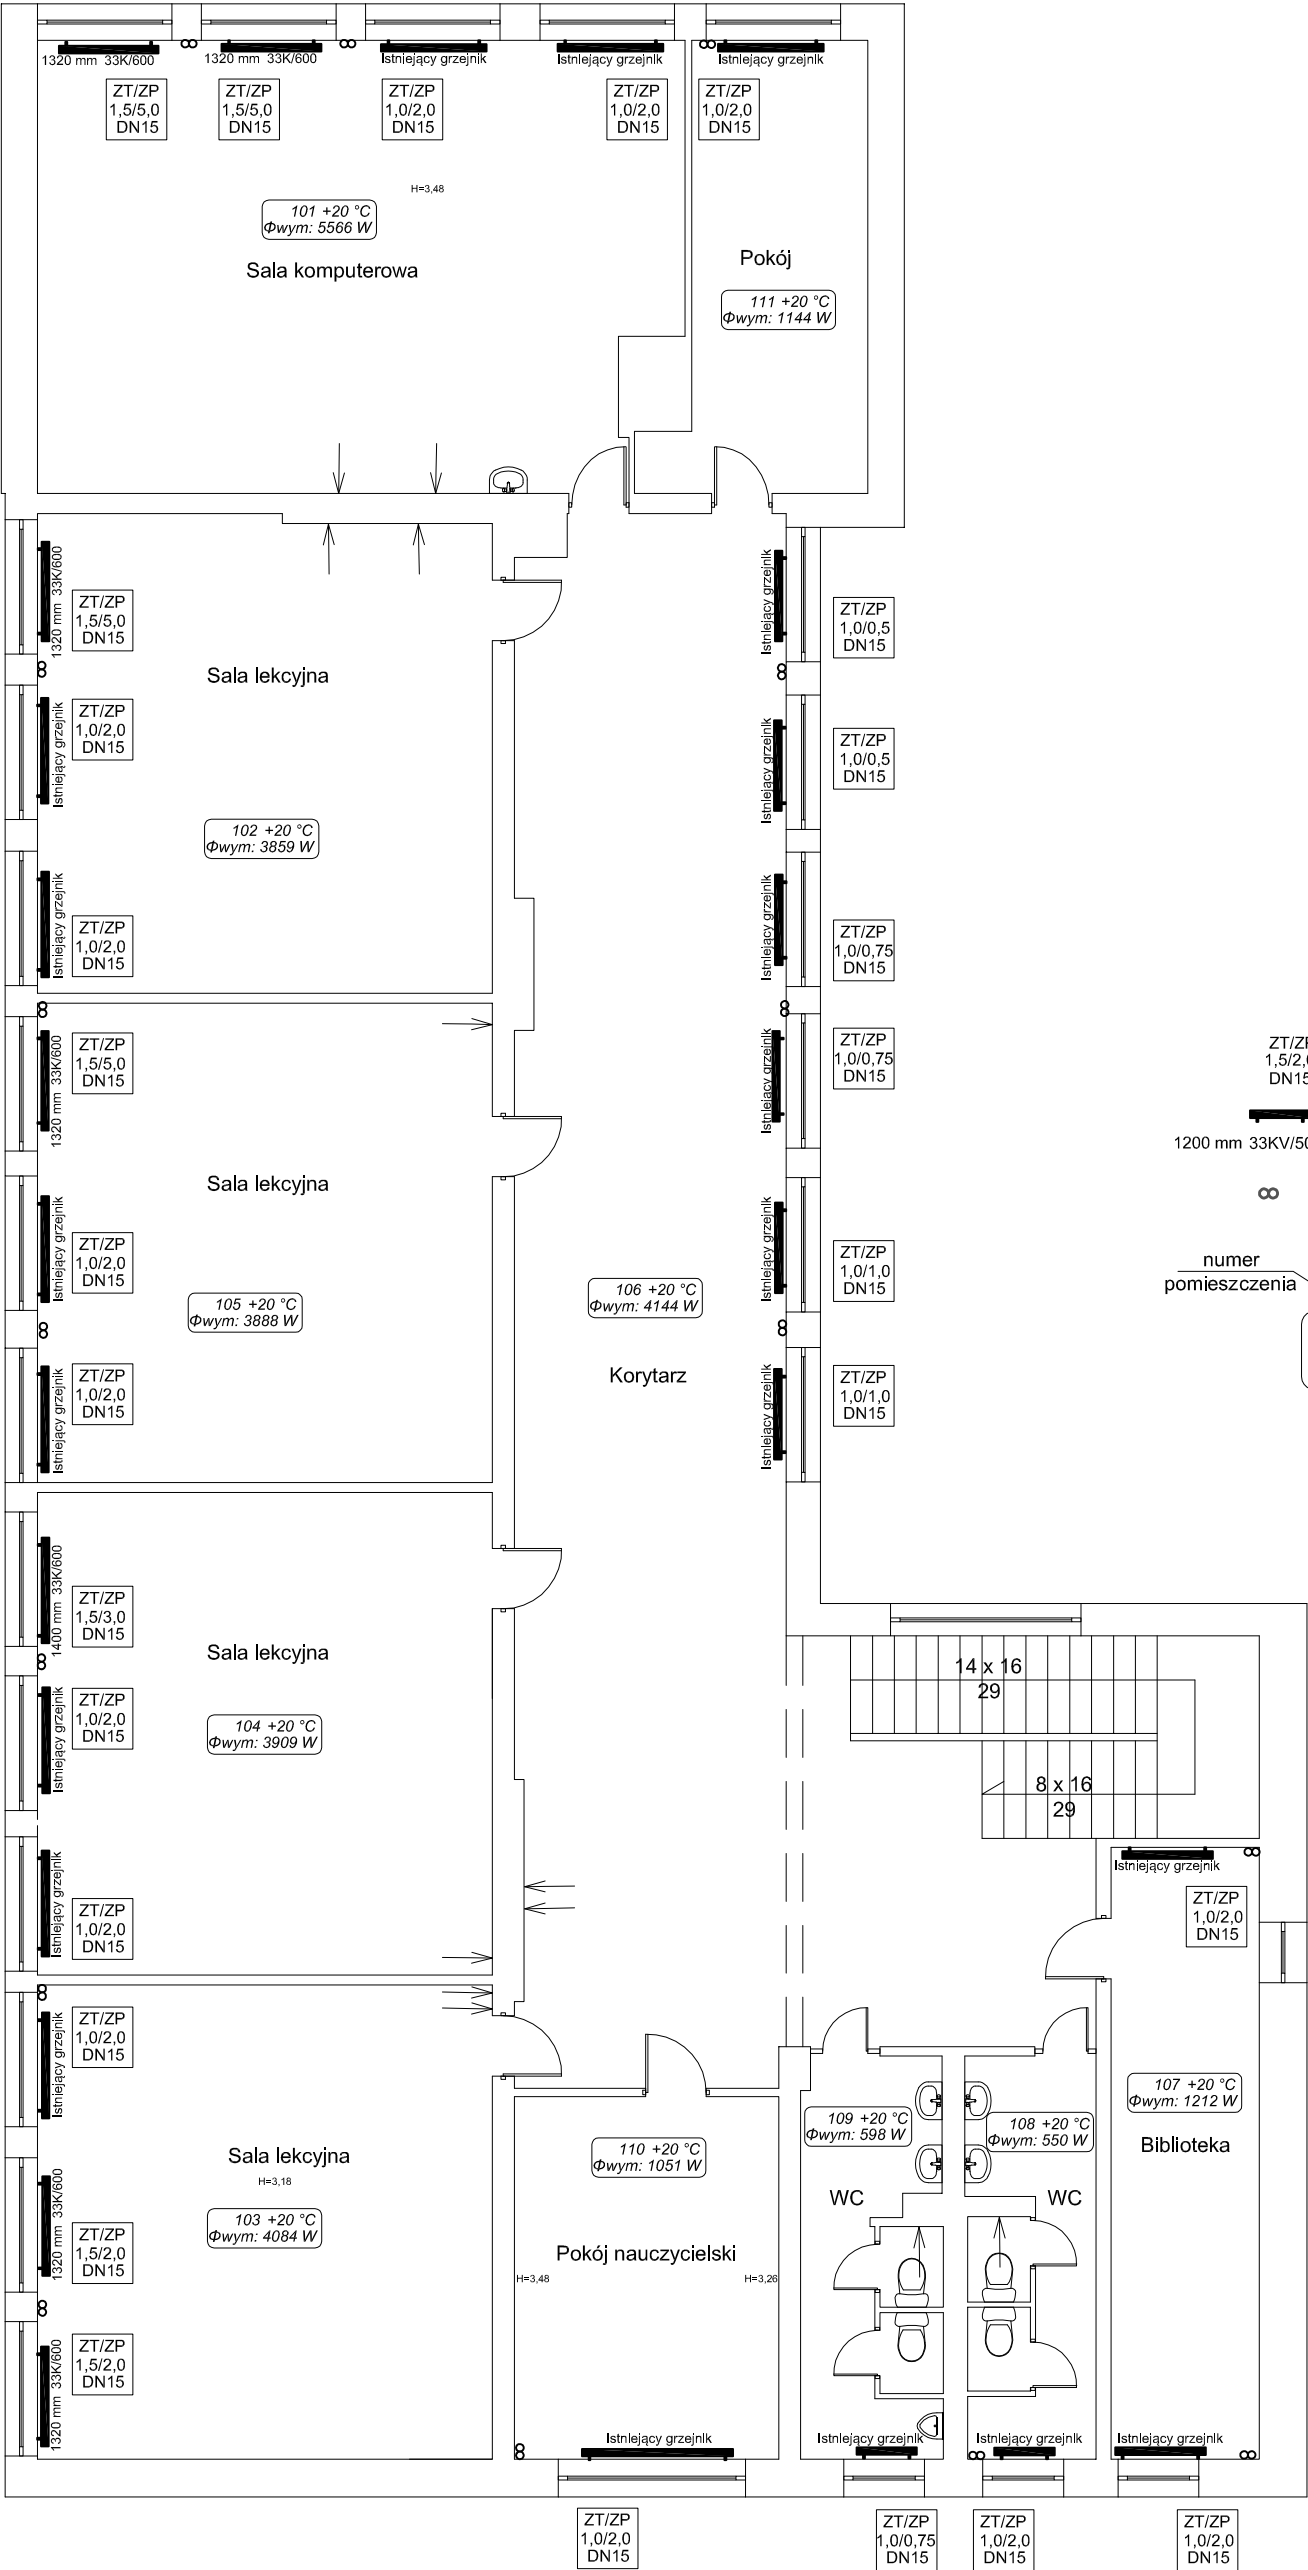 1320 mm 33K/600
1320 mm 33K/600
Istniejący grzejnik
Istniejący grzejnik
Istniejący grzejnik
ZT/ZP
1,5/5,0
DN15
ZT/ZP
1,5/5,0
DN15
ZT/ZP
1,0/2,0
DN15
ZT/ZP
1,0/2,0
DN15
ZT/ZP
1,0/2,0
DN15
H=3,48
101 +20 °C
Φwym: 5566 W
Sala komputerowa
Pokój
111 +20 °C
Φwym: 1144 W
1320 mm 33K/600
ZT/ZP
1,5/5,0
DN15
Sala lekcyjna
Istniejący grzejnik
ZT/ZP
1,0/2,0
DN15
102 +20 °C
Φwym: 3859 W
Istniejący grzejnik
ZT/ZP
1,0/2,0
DN15
Istniejący grzejnik
ZT/ZP
1,0/0,5
DN15
Istniejący grzejnik
ZT/ZP
1,0/0,5
DN15
Istniejący grzejnik
ZT/ZP
1,0/0,75
DN15
Istniejący grzejnik
ZT/ZP
1,0/0,75
DN15
1320 mm 33K/600
ZT/ZP
1,5/5,0
DN15
Sala lekcyjna
Istniejący grzejnik
ZT/ZP
1,0/2,0
DN15
105 +20 °C
Φwym: 3888 W
Istniejący grzejnik
ZT/ZP
1,0/2,0
DN15
106 +20 °C
Φwym: 4144 W
Korytarz
Istniejący grzejnik
ZT/ZP
1,0/1,0
DN15
Istniejący grzejnik
ZT/ZP
1,0/1,0
DN15
ZT/ZP
1,5/2,0
DN15
1200 mm 33KV/50
numer
pomieszczenia
1400 mm 33K/600
ZT/ZP
1,5/3,0
DN15
Sala lekcyjna
Istniejący grzejnik
ZT/ZP
1,0/2,0
DN15
104 +20 °C
Φwym: 3909 W
Istniejący grzejnik
ZT/ZP
1,0/2,0
DN15
14 x 16
29
8 x 16
29
Istniejący grzejnik
ZT/ZP
1,0/2,0
DN15
Istniejący grzejnik
ZT/ZP
1,0/2,0
DN15
Sala lekcyjna
H=3,18
103 +20 °C
Φwym: 4084 W
1320 mm 33K/600
ZT/ZP
1,5/2,0
DN15
1320 mm 33K/600
ZT/ZP
1,5/2,0
DN15
110 +20 °C
Φwym: 1051 W
Pokój nauczycielski
H=3,48
H=3,26
109 +20 °C
Φwym: 598 W
WC
108 +20 °C
Φwym: 550 W
WC
107 +20 °C
Φwym: 1212 W
Biblioteka
Istniejący grzejnik
Istniejący grzejnik
Istniejący grzejnik
Istniejący grzejnik
ZT/ZP
1,0/2,0
DN15
ZT/ZP
1,0/0,75
DN15
ZT/ZP
1,0/2,0
DN15
ZT/ZP
1,0/2,0
DN15